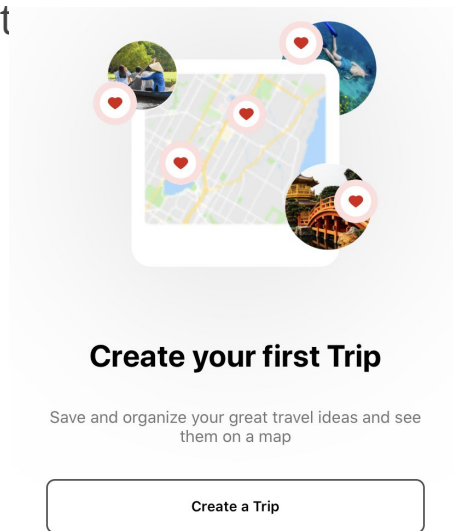 t
Create your first Trip
Save and organize your great travel ideas and see
them on a map
Create a Trip